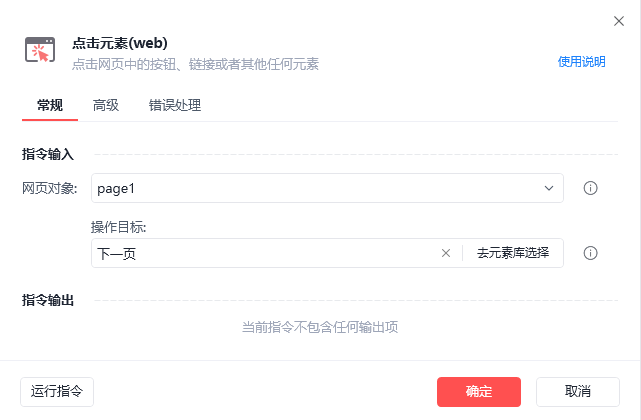 点击元素(web)
点击网页中的按钮、链接或者其他任何元素
使用说明
常规 高级 错误处理
指令输入
网页对象: page1
操作目标:
下一页 去元素库选择
指令输出
当前指令不包含任何输出项
运行指令 确定 取消